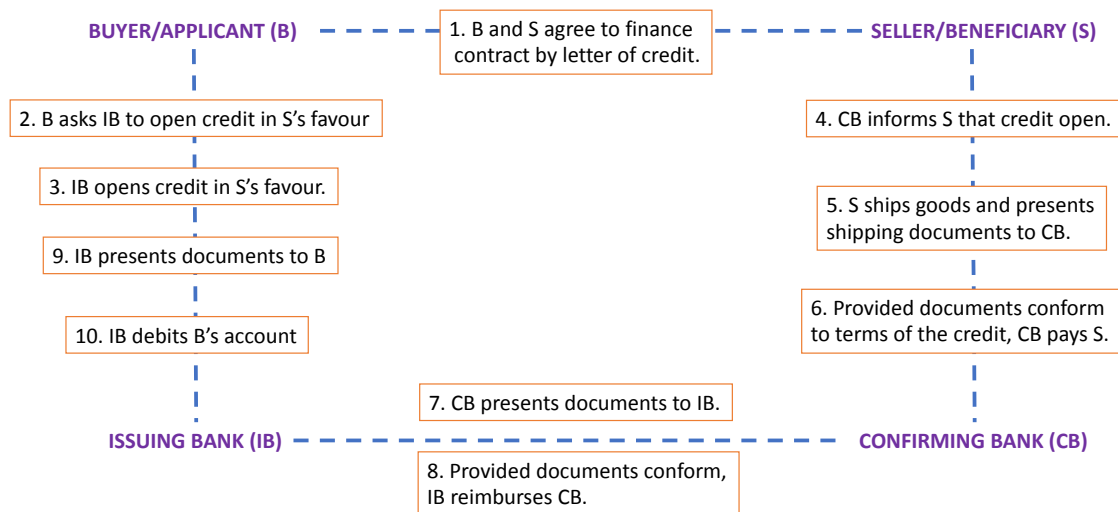 BUYER/APPLICANT (B)
1. B and S agree to finance
contract by letter of credit.
SELLER/BENEFICIARY (S)
2. B asks IB to open credit in S’s favour
4. CB informs S that credit open.
3. IB opens credit in S’s favour.
5. S ships goods and presents
shipping documents to CB.
9. IB presents documents to B
10. IB debits B’s account
6. Provided documents conform
to terms of the credit, CB pays S.
7. CB presents documents to IB.
ISSUING BANK (IB)
CONFIRMING BANK (CB)
8. Provided documents conform,
IB reimburses CB.